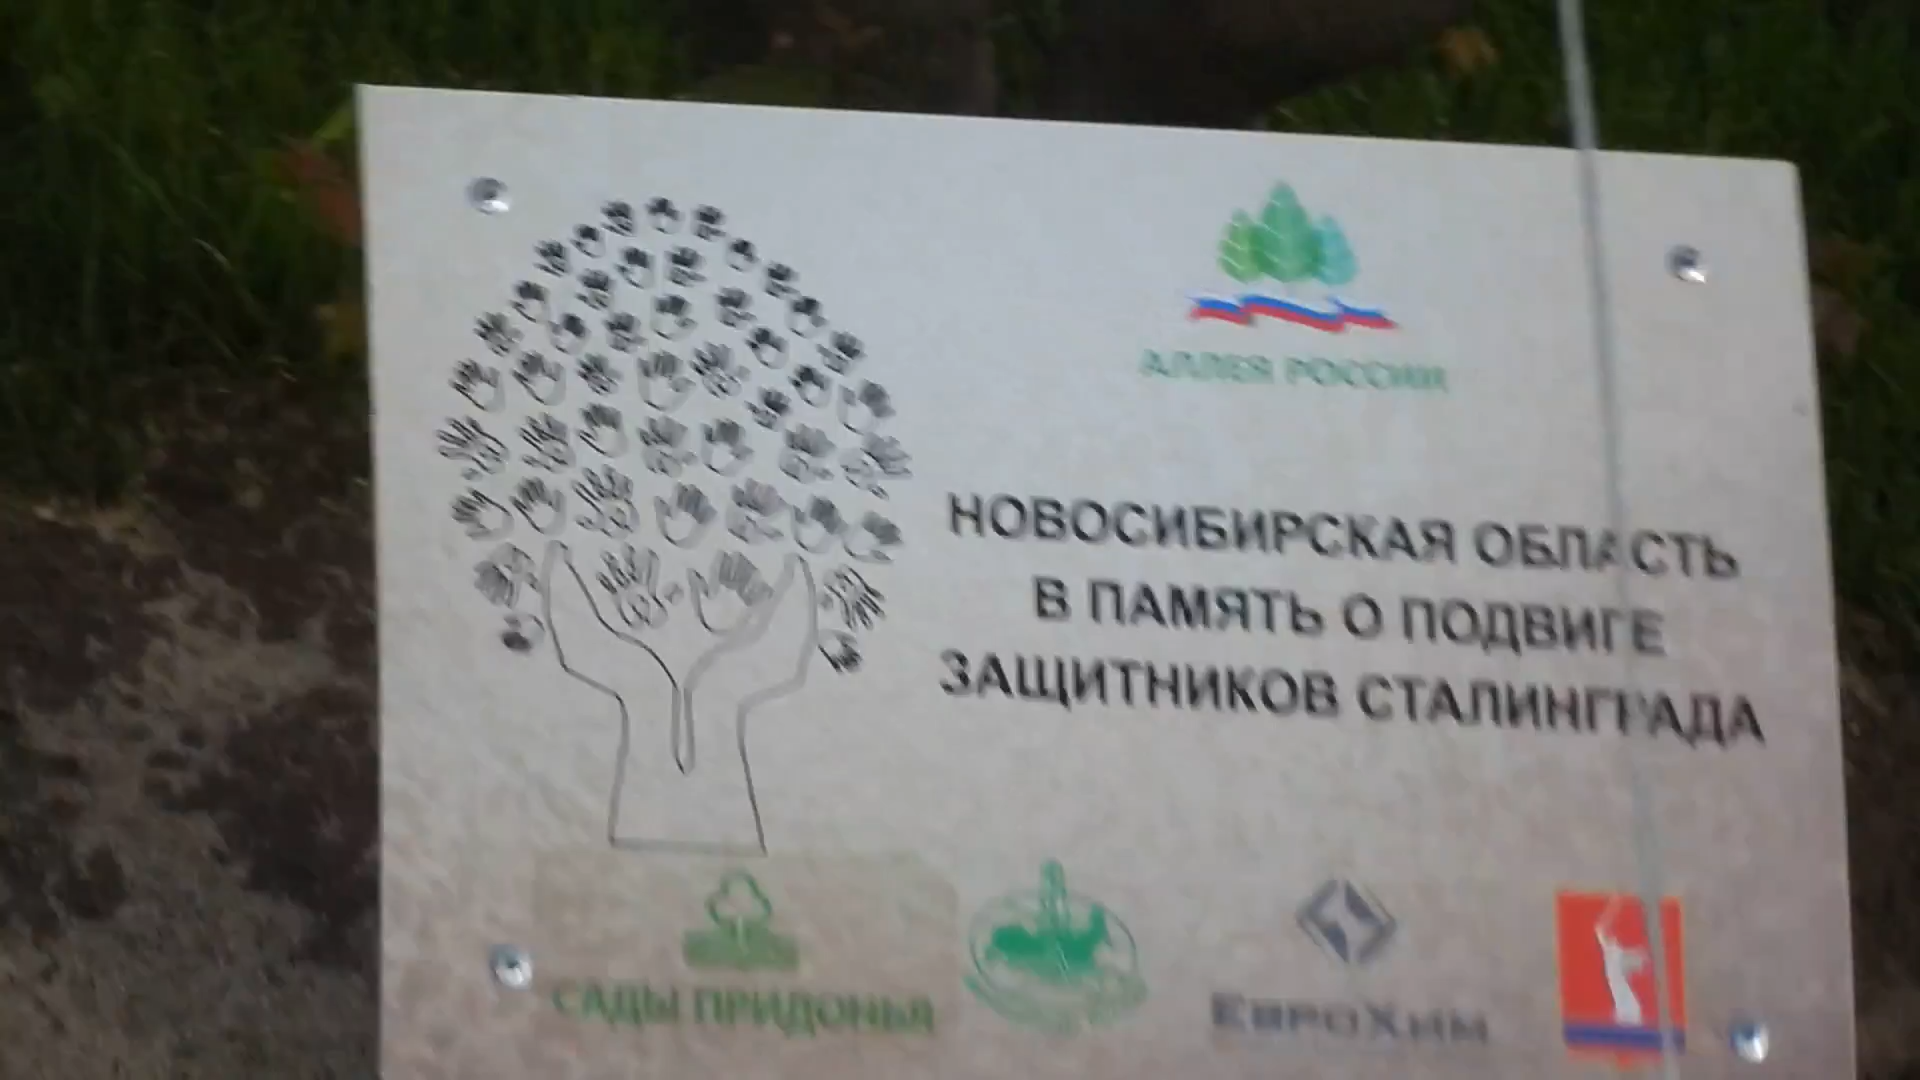 АЛЛЕЯ РОССИИ
НОВОСИБИРСКАЯ ОБЛАСТЬ
В ПАМЯТЬ О ПОДВИГЕ
ЗАЩИТНИКОВ СТАЛИНГРАДА
САДЫ ПРИДОНЬЯ
ЕВРОХИМ